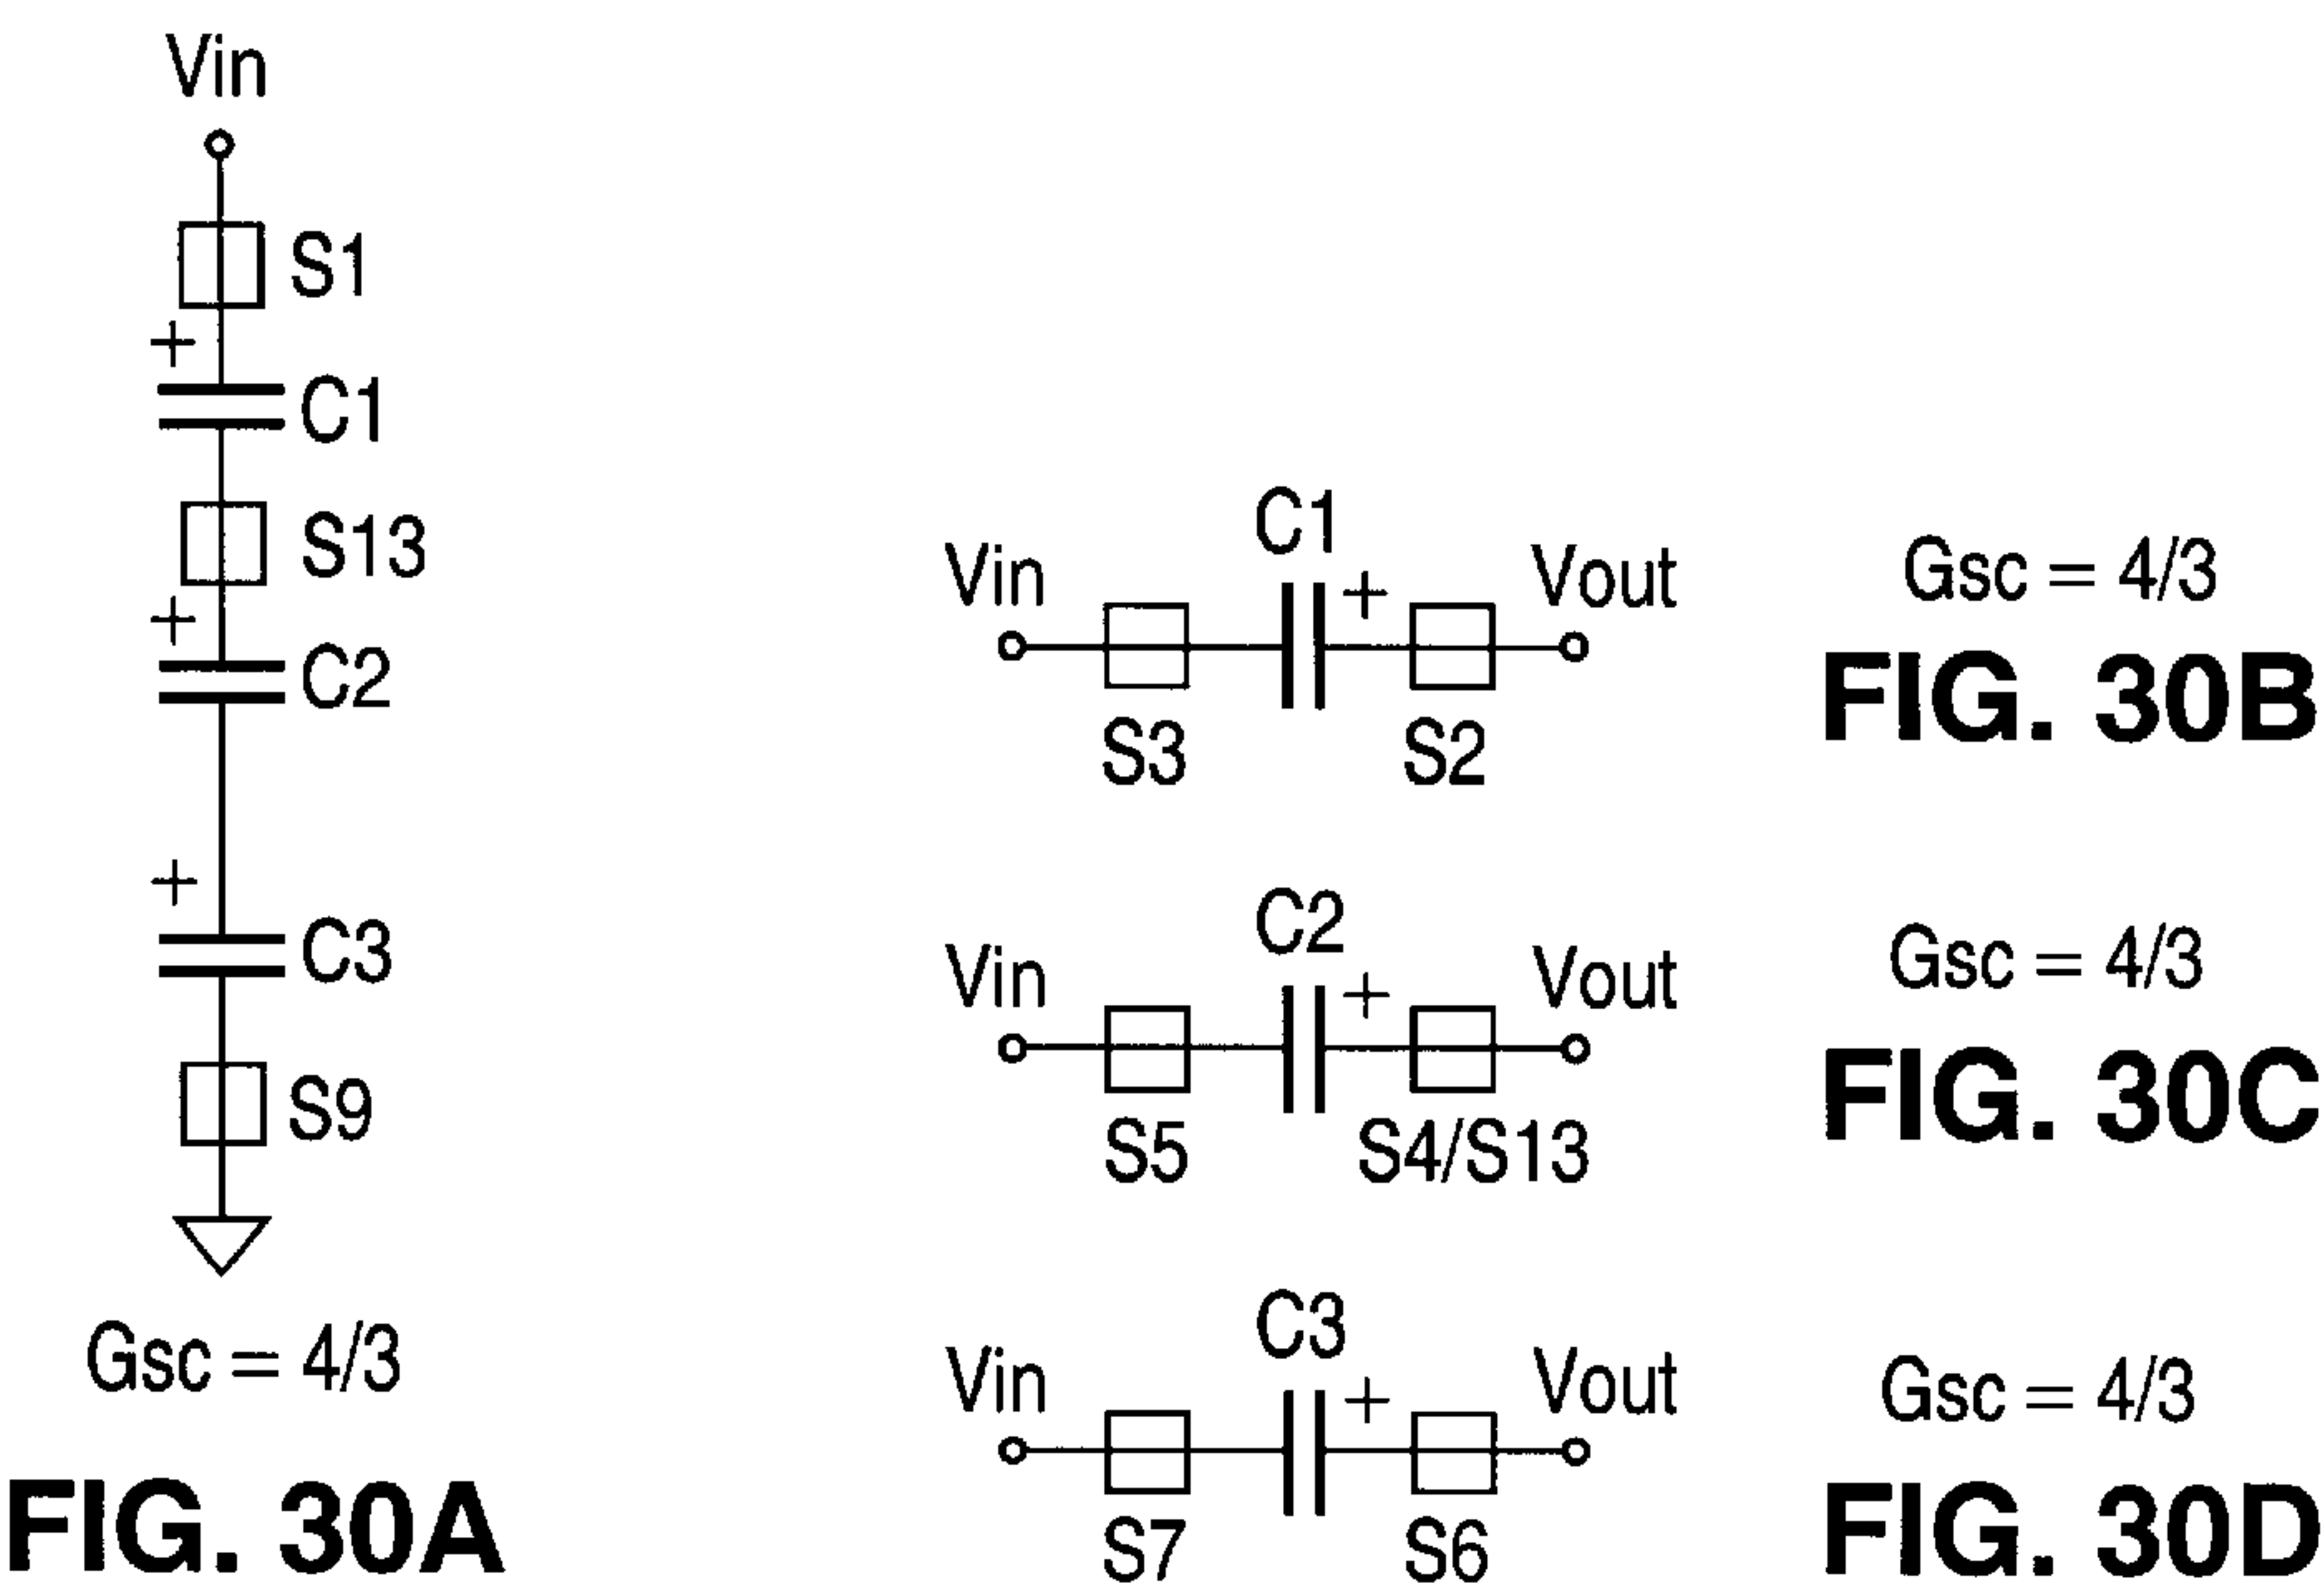 Vin
S1
+
C1
S13
+
C2
+
C3
S9
Gsc = 4/3
FIG. 30A
C1
Vin + Vout
S3 S2
Gsc = 4/3
FIG. 30B
C2
Vin + Vout
S5 S4/S13
Gsc = 4/3
FIG. 30C
C3
Vin + Vout
S7 S6
Gsc = 4/3
FIG. 30D